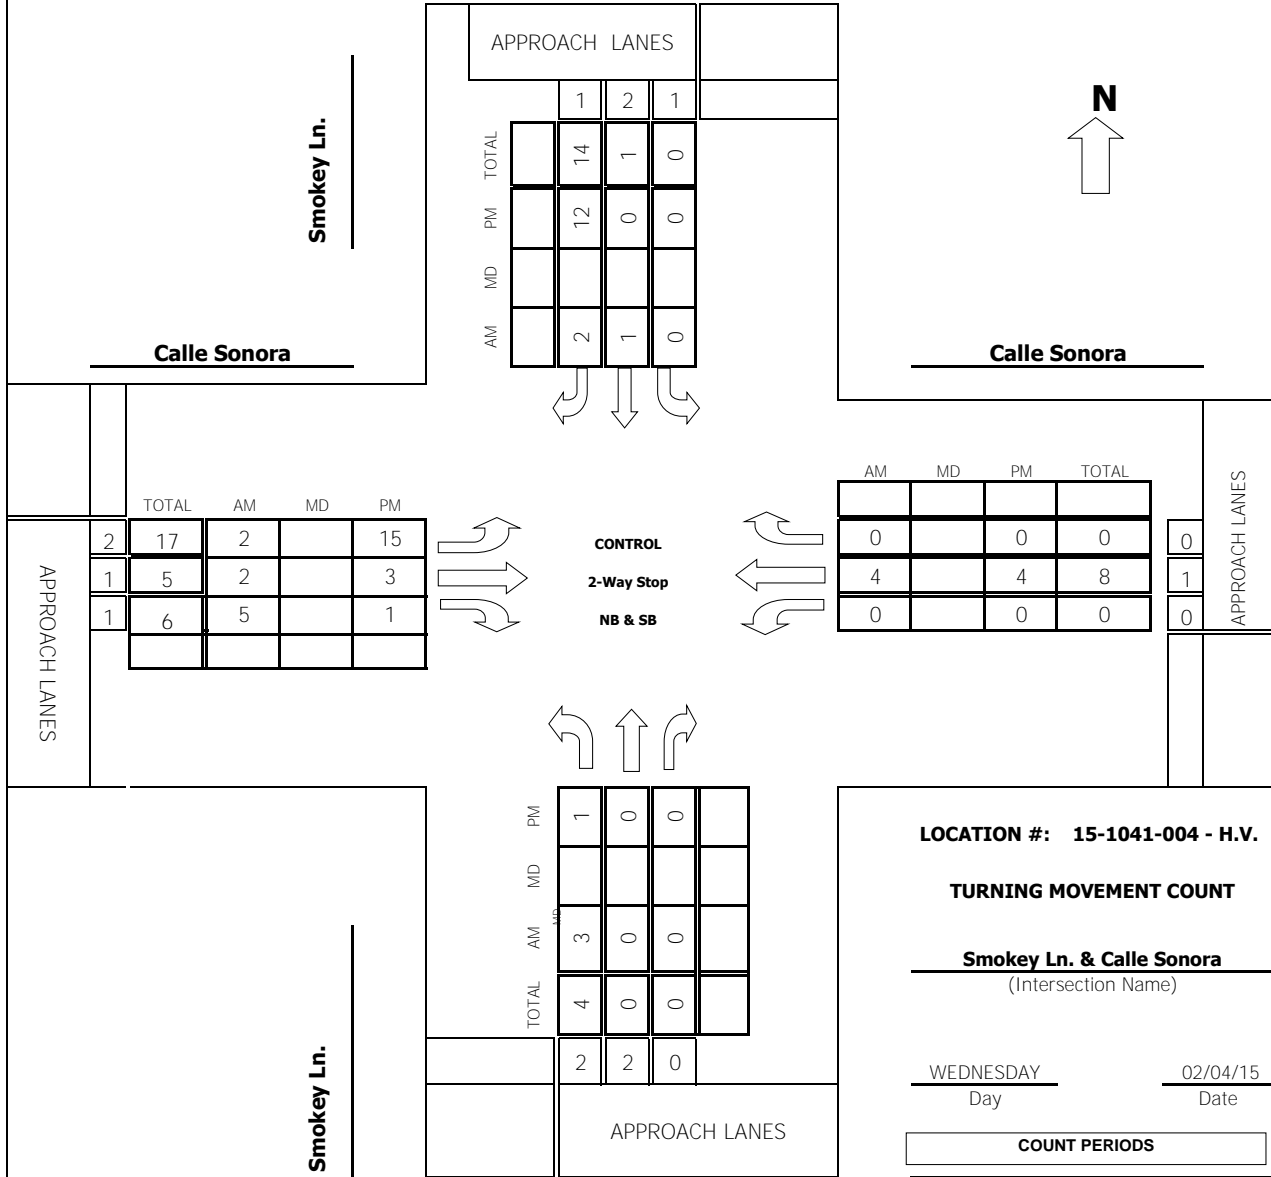 APPROACH LANES
1 2 1
N
Smokey Ln.
TOTAL 14 1 0
PM 12 0 0
MD
AM 2 1 0
Calle Sonora
Calle Sonora
AM MD PM TOTAL
TOTAL AM MD PM
2 17 2 15
1 5 2 3
1 6 5 1
APPROACH LANES
CONTROL
2-Way Stop
NB & SB
0 0 0 0
4 4 8 1
0 0 0 0
APPROACH LANES
PM 1 0 0
MD
MD
AM 3 0 0
TOTAL 4 0 0
2 2 0
APPROACH LANES
Smokey Ln.
LOCATION #: 15-1041-004 - H.V.
TURNING MOVEMENT COUNT
Smokey Ln. & Calle Sonora
(Intersection Name)
WEDNESDAY 02/04/15
Day Date
COUNT PERIODS